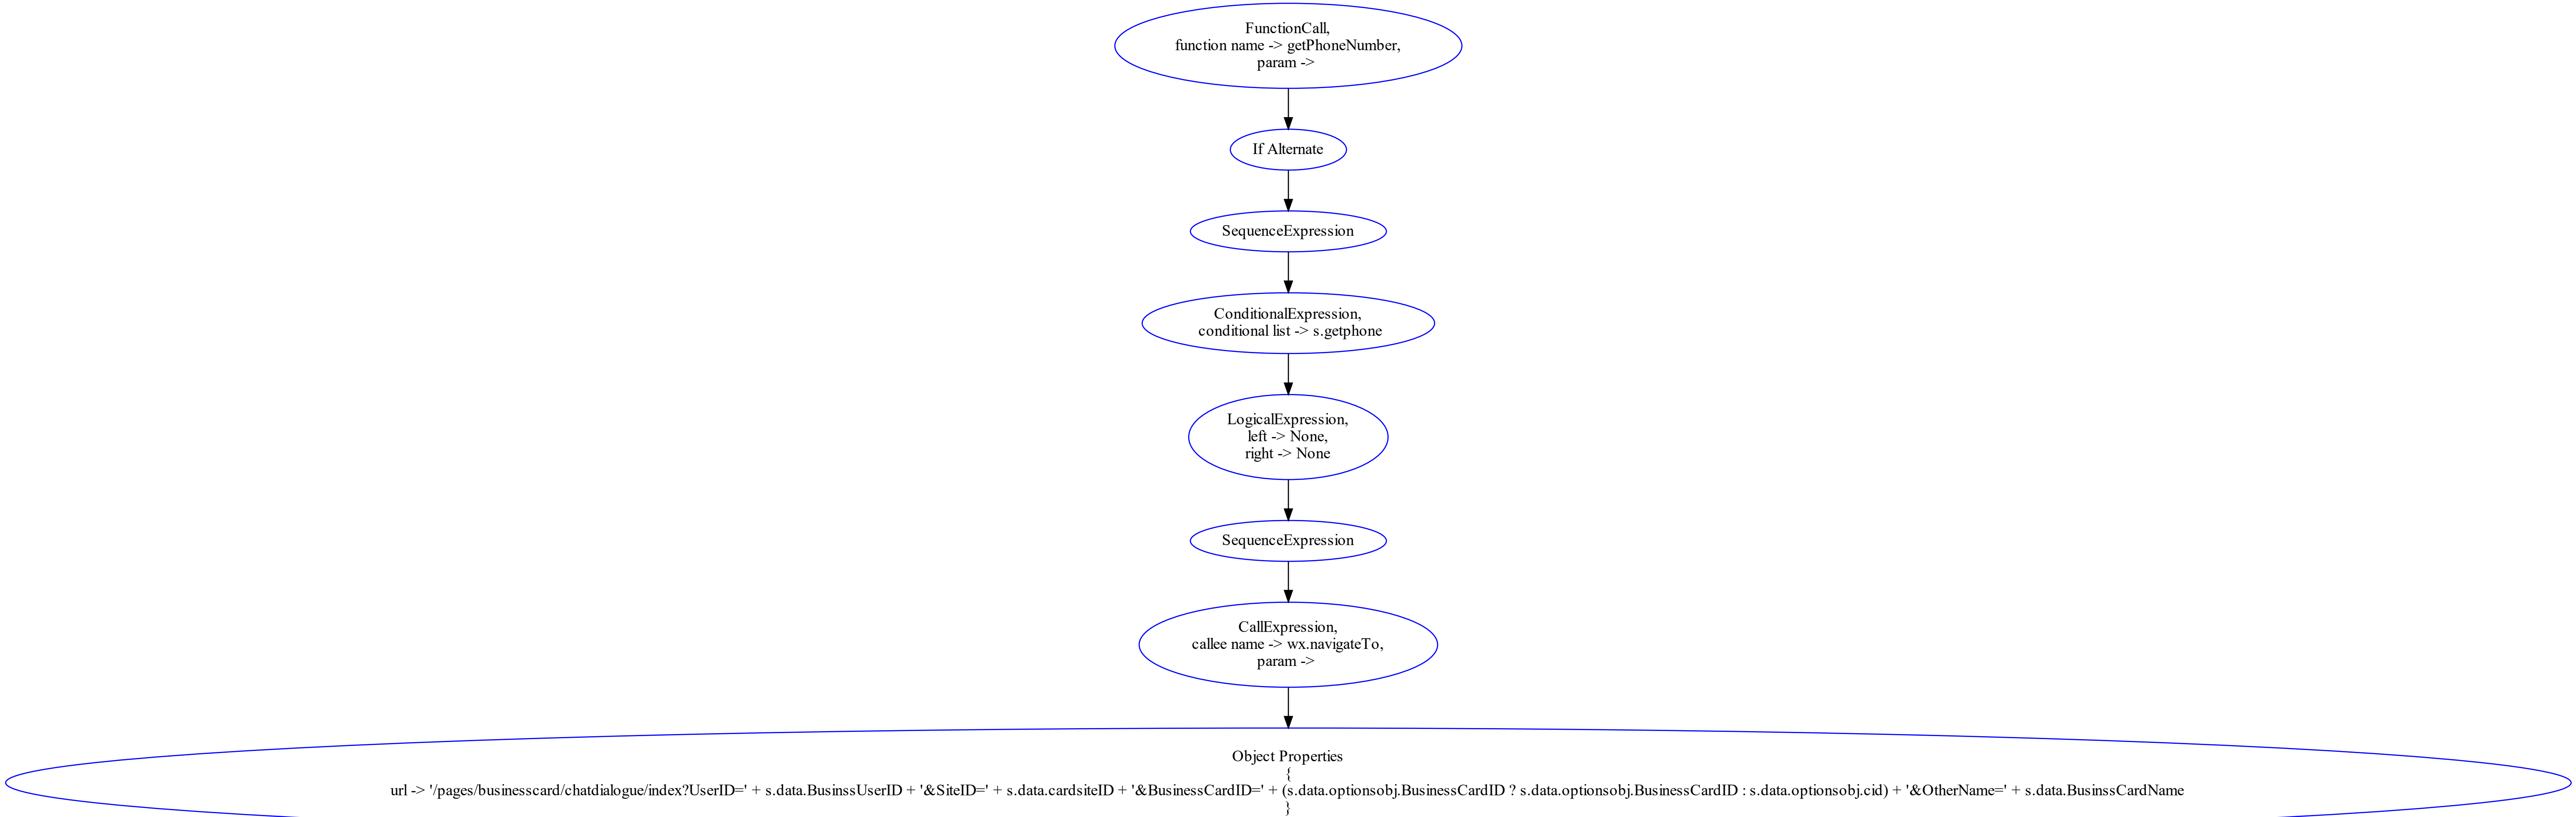 FunctionCall,
function name -> getPhoneNumber,
param ->
If Alternate
SequenceExpression
ConditionalExpression,
conditional list -> s.getphone
LogicalExpression,
left -> None,
right -> None
SequenceExpression
CallExpression,
callee name -> wx.navigateTo,
param ->
Object Properties
{
url -> '/pages/businesscard/chatdialogue/index?UserID=' + s.data.BusinssUserID + '&SiteID=' + s.data.cardsiteID + '&BusinessCardID=' + (s.data.optionsobj.BusinessCardID ? s.data.optionsobj.BusinessCardID : s.data.optionsobj.cid) + '&OtherName=' + s.data.BusinssCardName
}